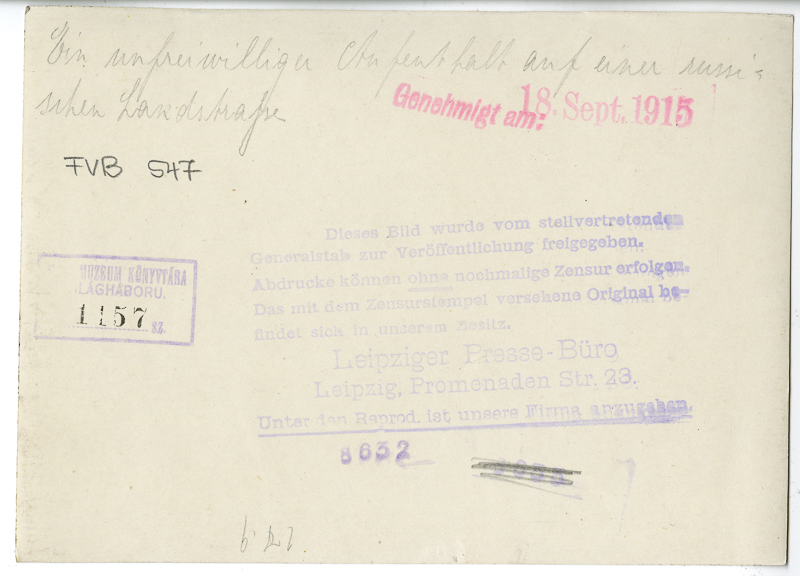 Ein unfreiwilliger Aufenthalt auf einer russi-
schen Landstraße
Genehmigt am: 18. Sept. 1915
FVB 547
Dieses Bild wurde vom stellvertretenden
Generalstab zur Veröffentlichung freigegeben.
Abdrucke können ohne nochmalige Zensur erfolgen.
Das mit dem Zensurstempel versehene Original be-
findet sich in unserem Besitz.
MUZEUM KÖNYVTÁRA
LÁGHÁBORU.
1157 sz.
Leipziger Presse-Büro
Leipzig, Promenaden Str. 23.
Unter den Reprod. ist unsere Firma anzugeben.
8632